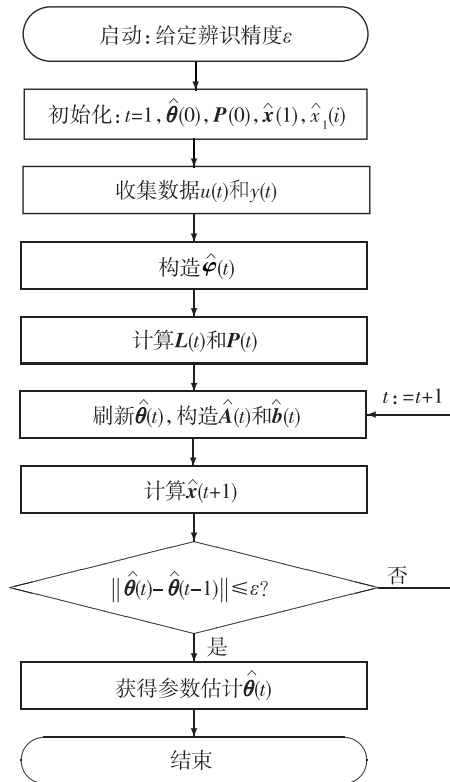 启动:给定辨识精度ε
初始化:t=1, θ̂(0), P(0), x̂(1), x̂₁(i)
收集数据u(t)和y(t)
构造φ̂(t)
计算L(t)和P(t)
刷新θ̂(t), 构造Â(t)和b̂(t)
t:=t+1
计算x̂(t+1)
‖θ̂(t)-θ̂(t-1)‖≤ε?
否
是
获得参数估计θ̂(t)
结束